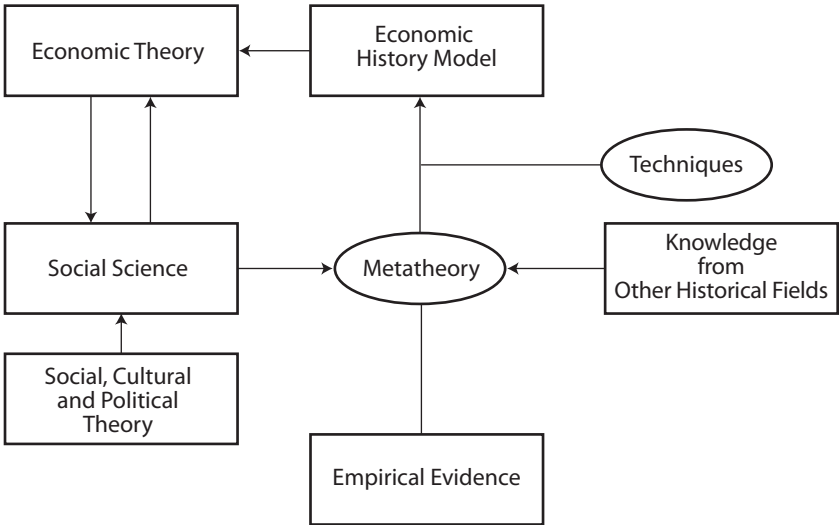 Economic Theory
Economic
History Model
Techniques
Social Science
Metatheory
Knowledge
from
Other Historical Fields
Social, Cultural
and Political
Theory
Empirical Evidence